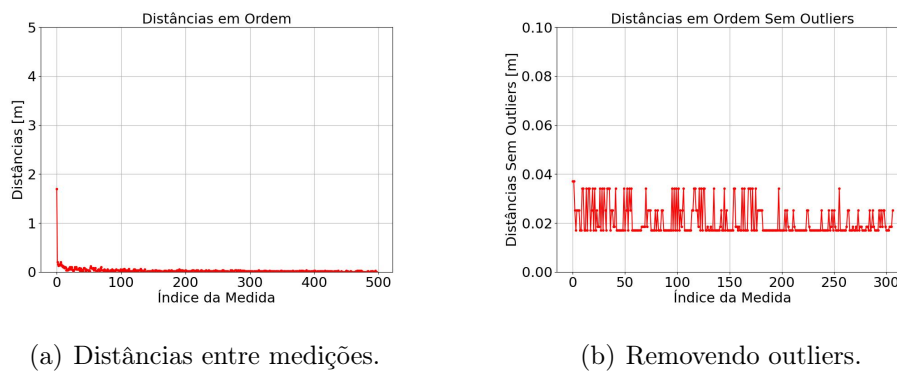 Distâncias em Ordem
Distâncias [m]
5
4
3
2
1
0
0 100 200 300 400 500
Índice da Medida
(a) Distâncias entre medições.
Distâncias em Ordem Sem Outliers
Distâncias Sem Outliers [m]
0.10
0.08
0.06
0.04
0.02
0.00
0 50 100 150 200 250 300
Índice da Medida
(b) Removendo outliers.